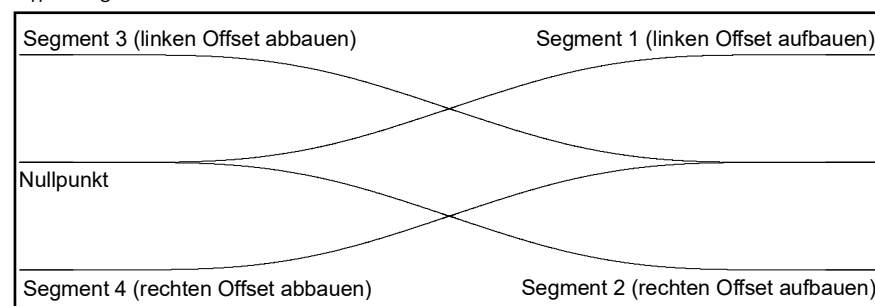 Segment 3 (linken Offset abbauen)
Segment 1 (linken Offset aufbauen)
Nullpunkt
Segment 4 (rechten Offset abbauen)
Segment 2 (rechten Offset aufbauen)